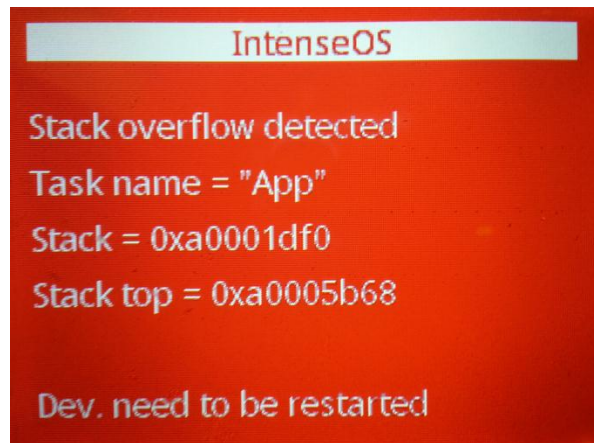 IntenseOS
Stack overflow detected
Task name = "App"
Stack = 0xa0001df0
Stack top = 0xa0005b68
Dev. need to be restarted